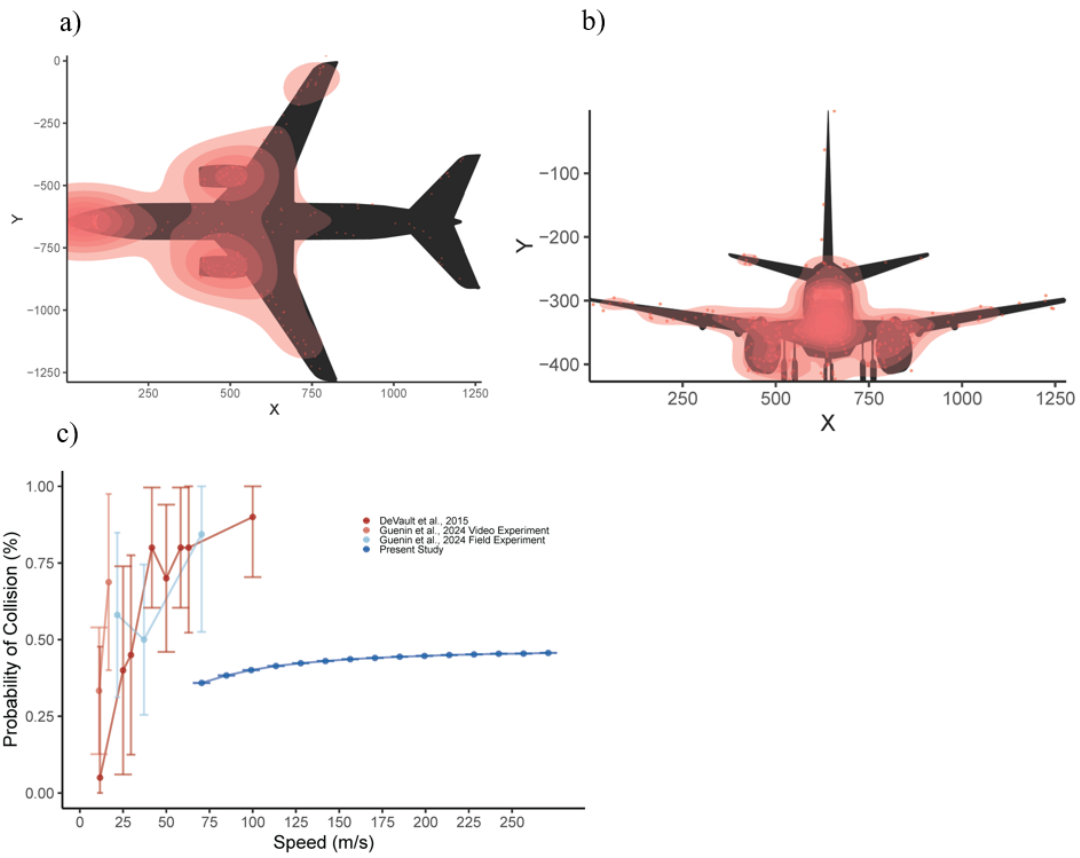 a)
0
−250
−500
−750
−1000
−1250
Y
250
500
750
1000
1250
X
b)
−100
−200
−300
−400
Y
250
500
750
1000
1250
X
c)
1.00
0.75
0.50
0.25
0.00
Probability of Collision (%)
DeVault et al., 2015
Guenin et al., 2024 Video Experiment
Guenin et al., 2024 Field Experiment
Present Study
0
25
50
75
100
125
150
175
200
225
250
Speed (m/s)